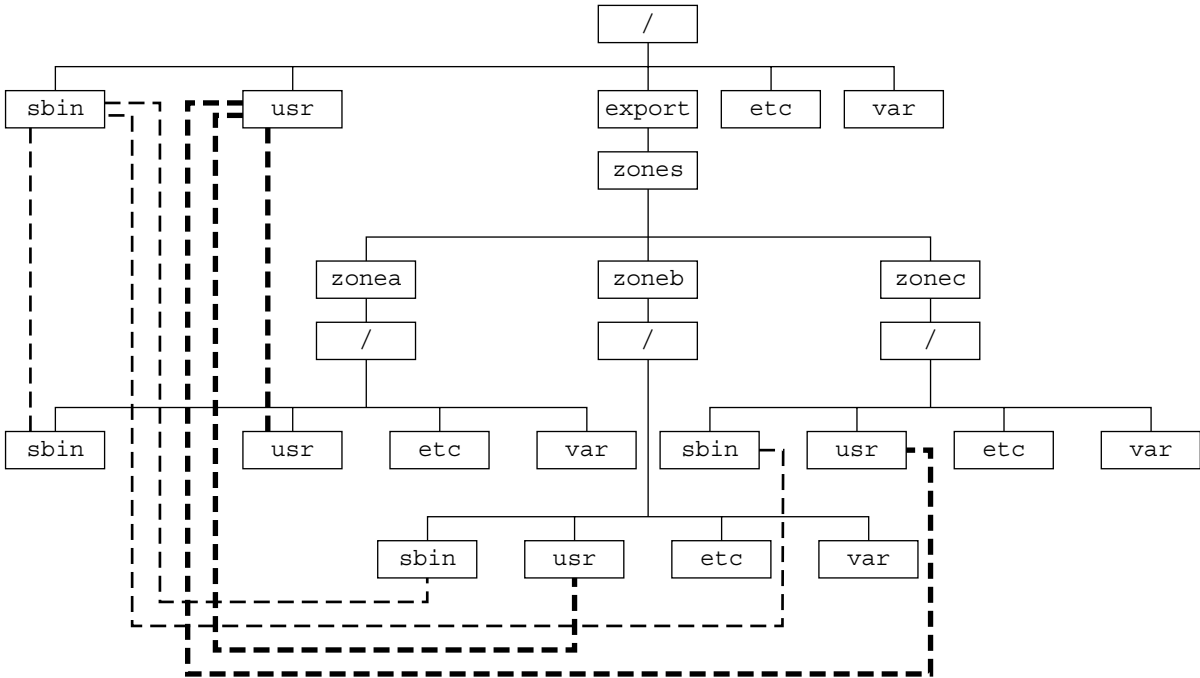 /
sbin
usr
export
etc
var
zones
zonea
zoneb
zonec
/
/
/
sbin
usr
etc
var
sbin
usr
etc
var
sbin
usr
etc
var